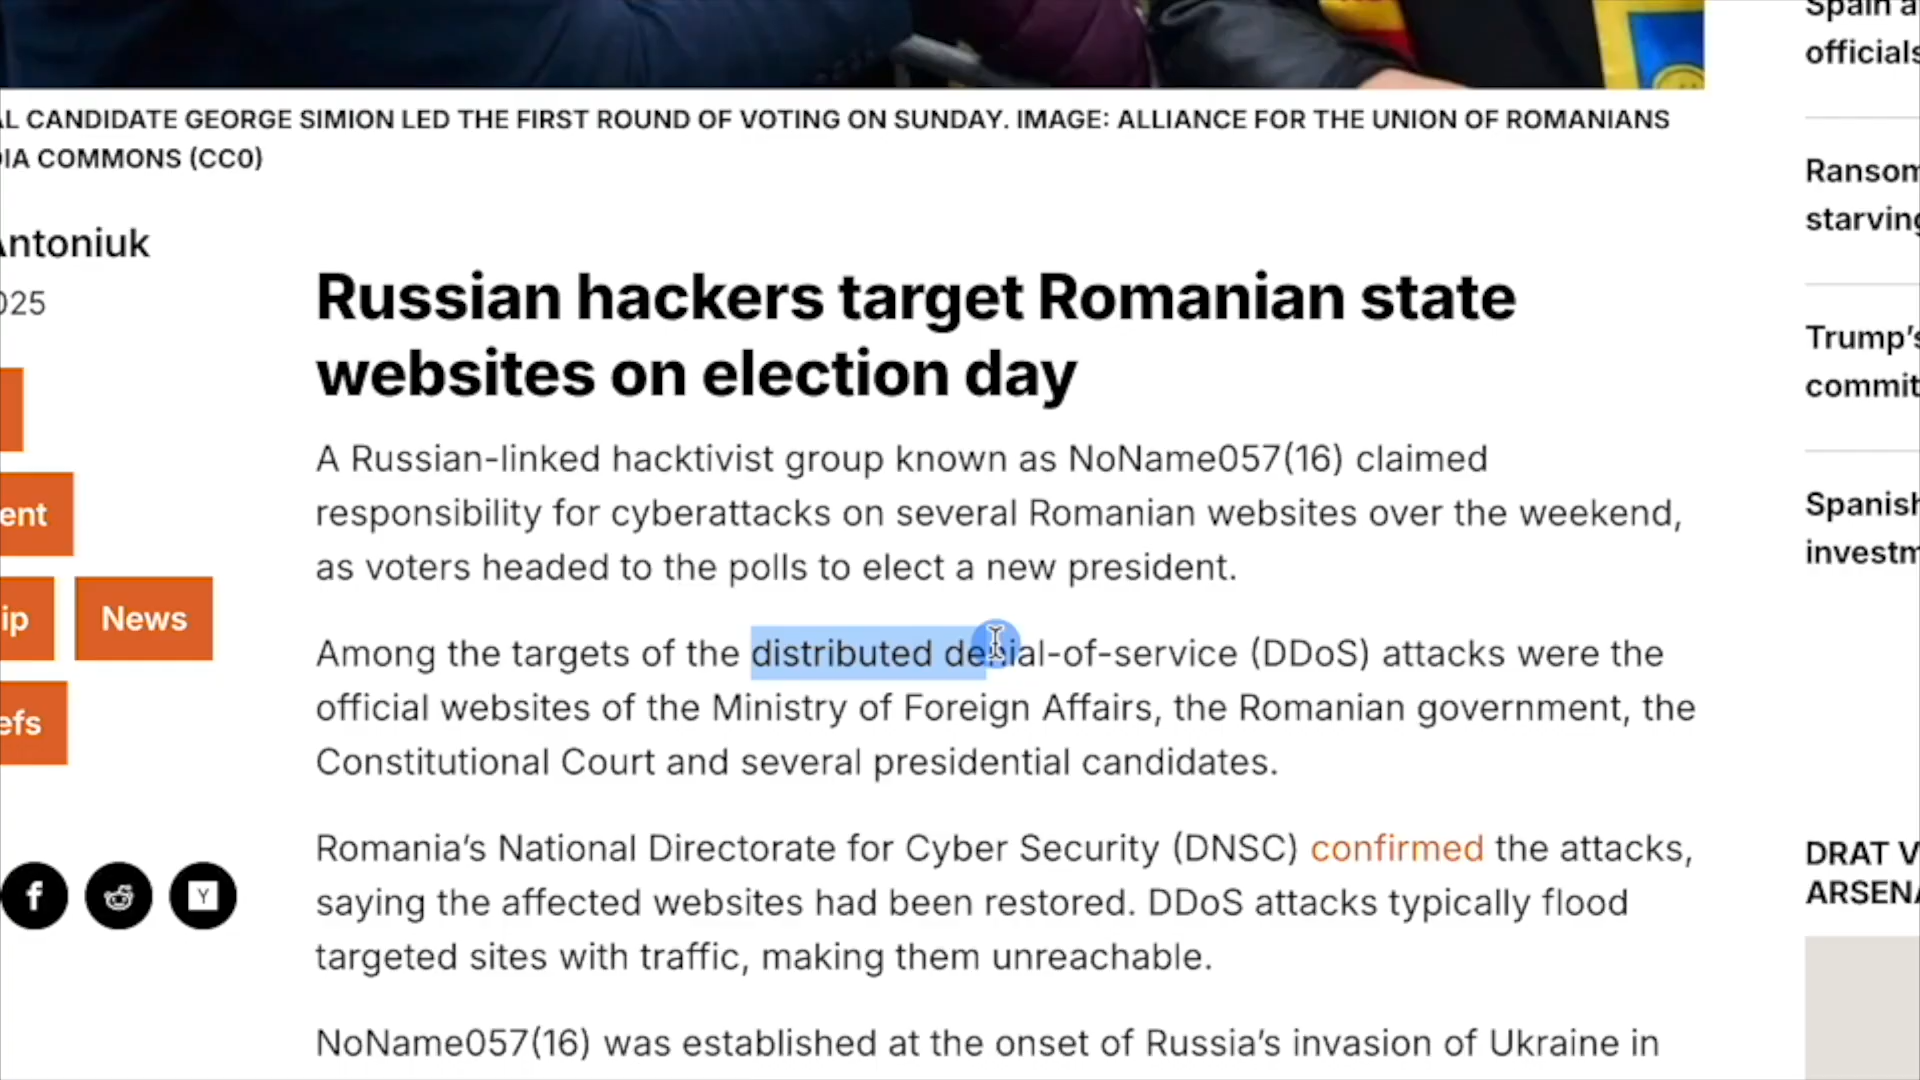 AL CANDIDATE GEORGE SIMION LED THE FIRST ROUND OF VOTING ON SUNDAY. IMAGE: ALLIANCE FOR THE UNION OF ROMANIANS
DIA COMMONS (CC0)
Antoniuk
025
ent
ip
News
efs
Russian hackers target Romanian state
websites on election day
A Russian-linked hacktivist group known as NoName057(16) claimed
responsibility for cyberattacks on several Romanian websites over the weekend,
as voters headed to the polls to elect a new president.
Among the targets of the distributed denial-of-service (DDoS) attacks were the
official websites of the Ministry of Foreign Affairs, the Romanian government, the
Constitutional Court and several presidential candidates.
Romania’s National Directorate for Cyber Security (DNSC) confirmed the attacks,
saying the affected websites had been restored. DDoS attacks typically flood
targeted sites with traffic, making them unreachable.
NoName057(16) was established at the onset of Russia’s invasion of Ukraine in
Spain a
officials
Ransom
starving
Trump’s
commit
Spanish
investm
DRAT V
ARSENA